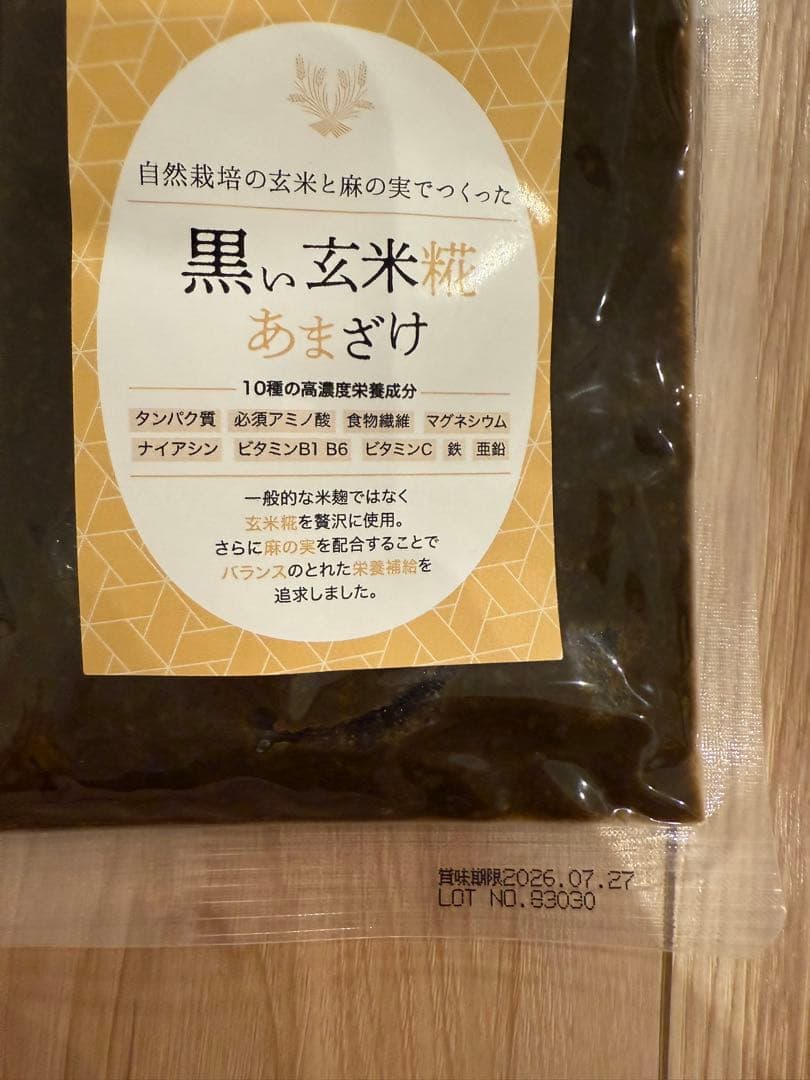 自然栽培の玄米と麻の実でつくった
黒い玄米糀
あまざけ
10種の高濃度栄養成分
タンパク質 必須アミノ酸 食物繊維 マグネシウム
ナイアシン ビタミンB1 B6 ビタミンC 鉄 亜鉛
一般的な米麹ではなく
玄米糀を贅沢に使用。
さらに麻の実を配合することで
バランスのとれた栄養補給を
追求しました。
賞味期限2026.07.27
LOT NO.83030